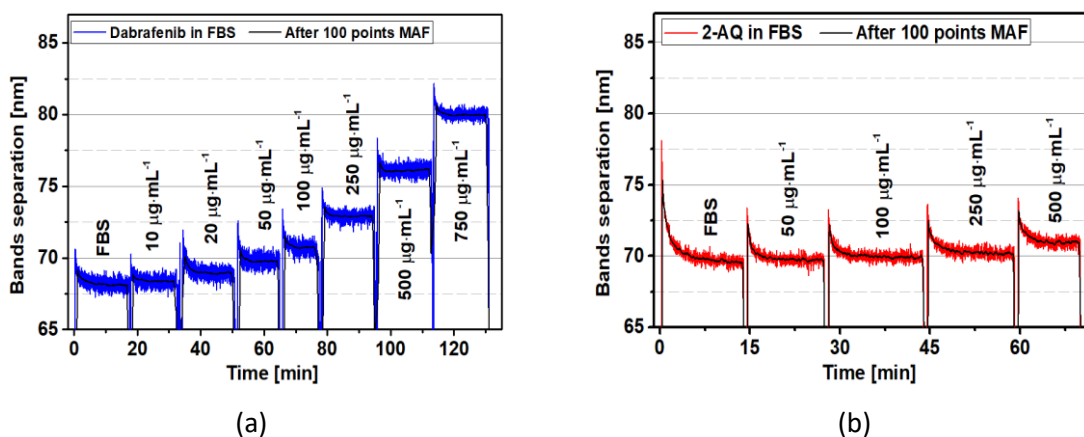 Dabrafenib in FBS
After 100 points MAF
Bands separation [nm]
85
80
75
70
65
FBS
10 µg·mL⁻¹
20 µg·mL⁻¹
50 µg·mL⁻¹
100 µg·mL⁻¹
250 µg·mL⁻¹
500 µg·mL⁻¹
750 µg·mL⁻¹
0 20 40 60 80 100 120
Time [min]
(a)
2-AQ in FBS
After 100 points MAF
Bands separation [nm]
85
80
75
70
65
FBS
50 µg·mL⁻¹
100 µg·mL⁻¹
250 µg·mL⁻¹
500 µg·mL⁻¹
0 15 30 45 60
Time [min]
(b)